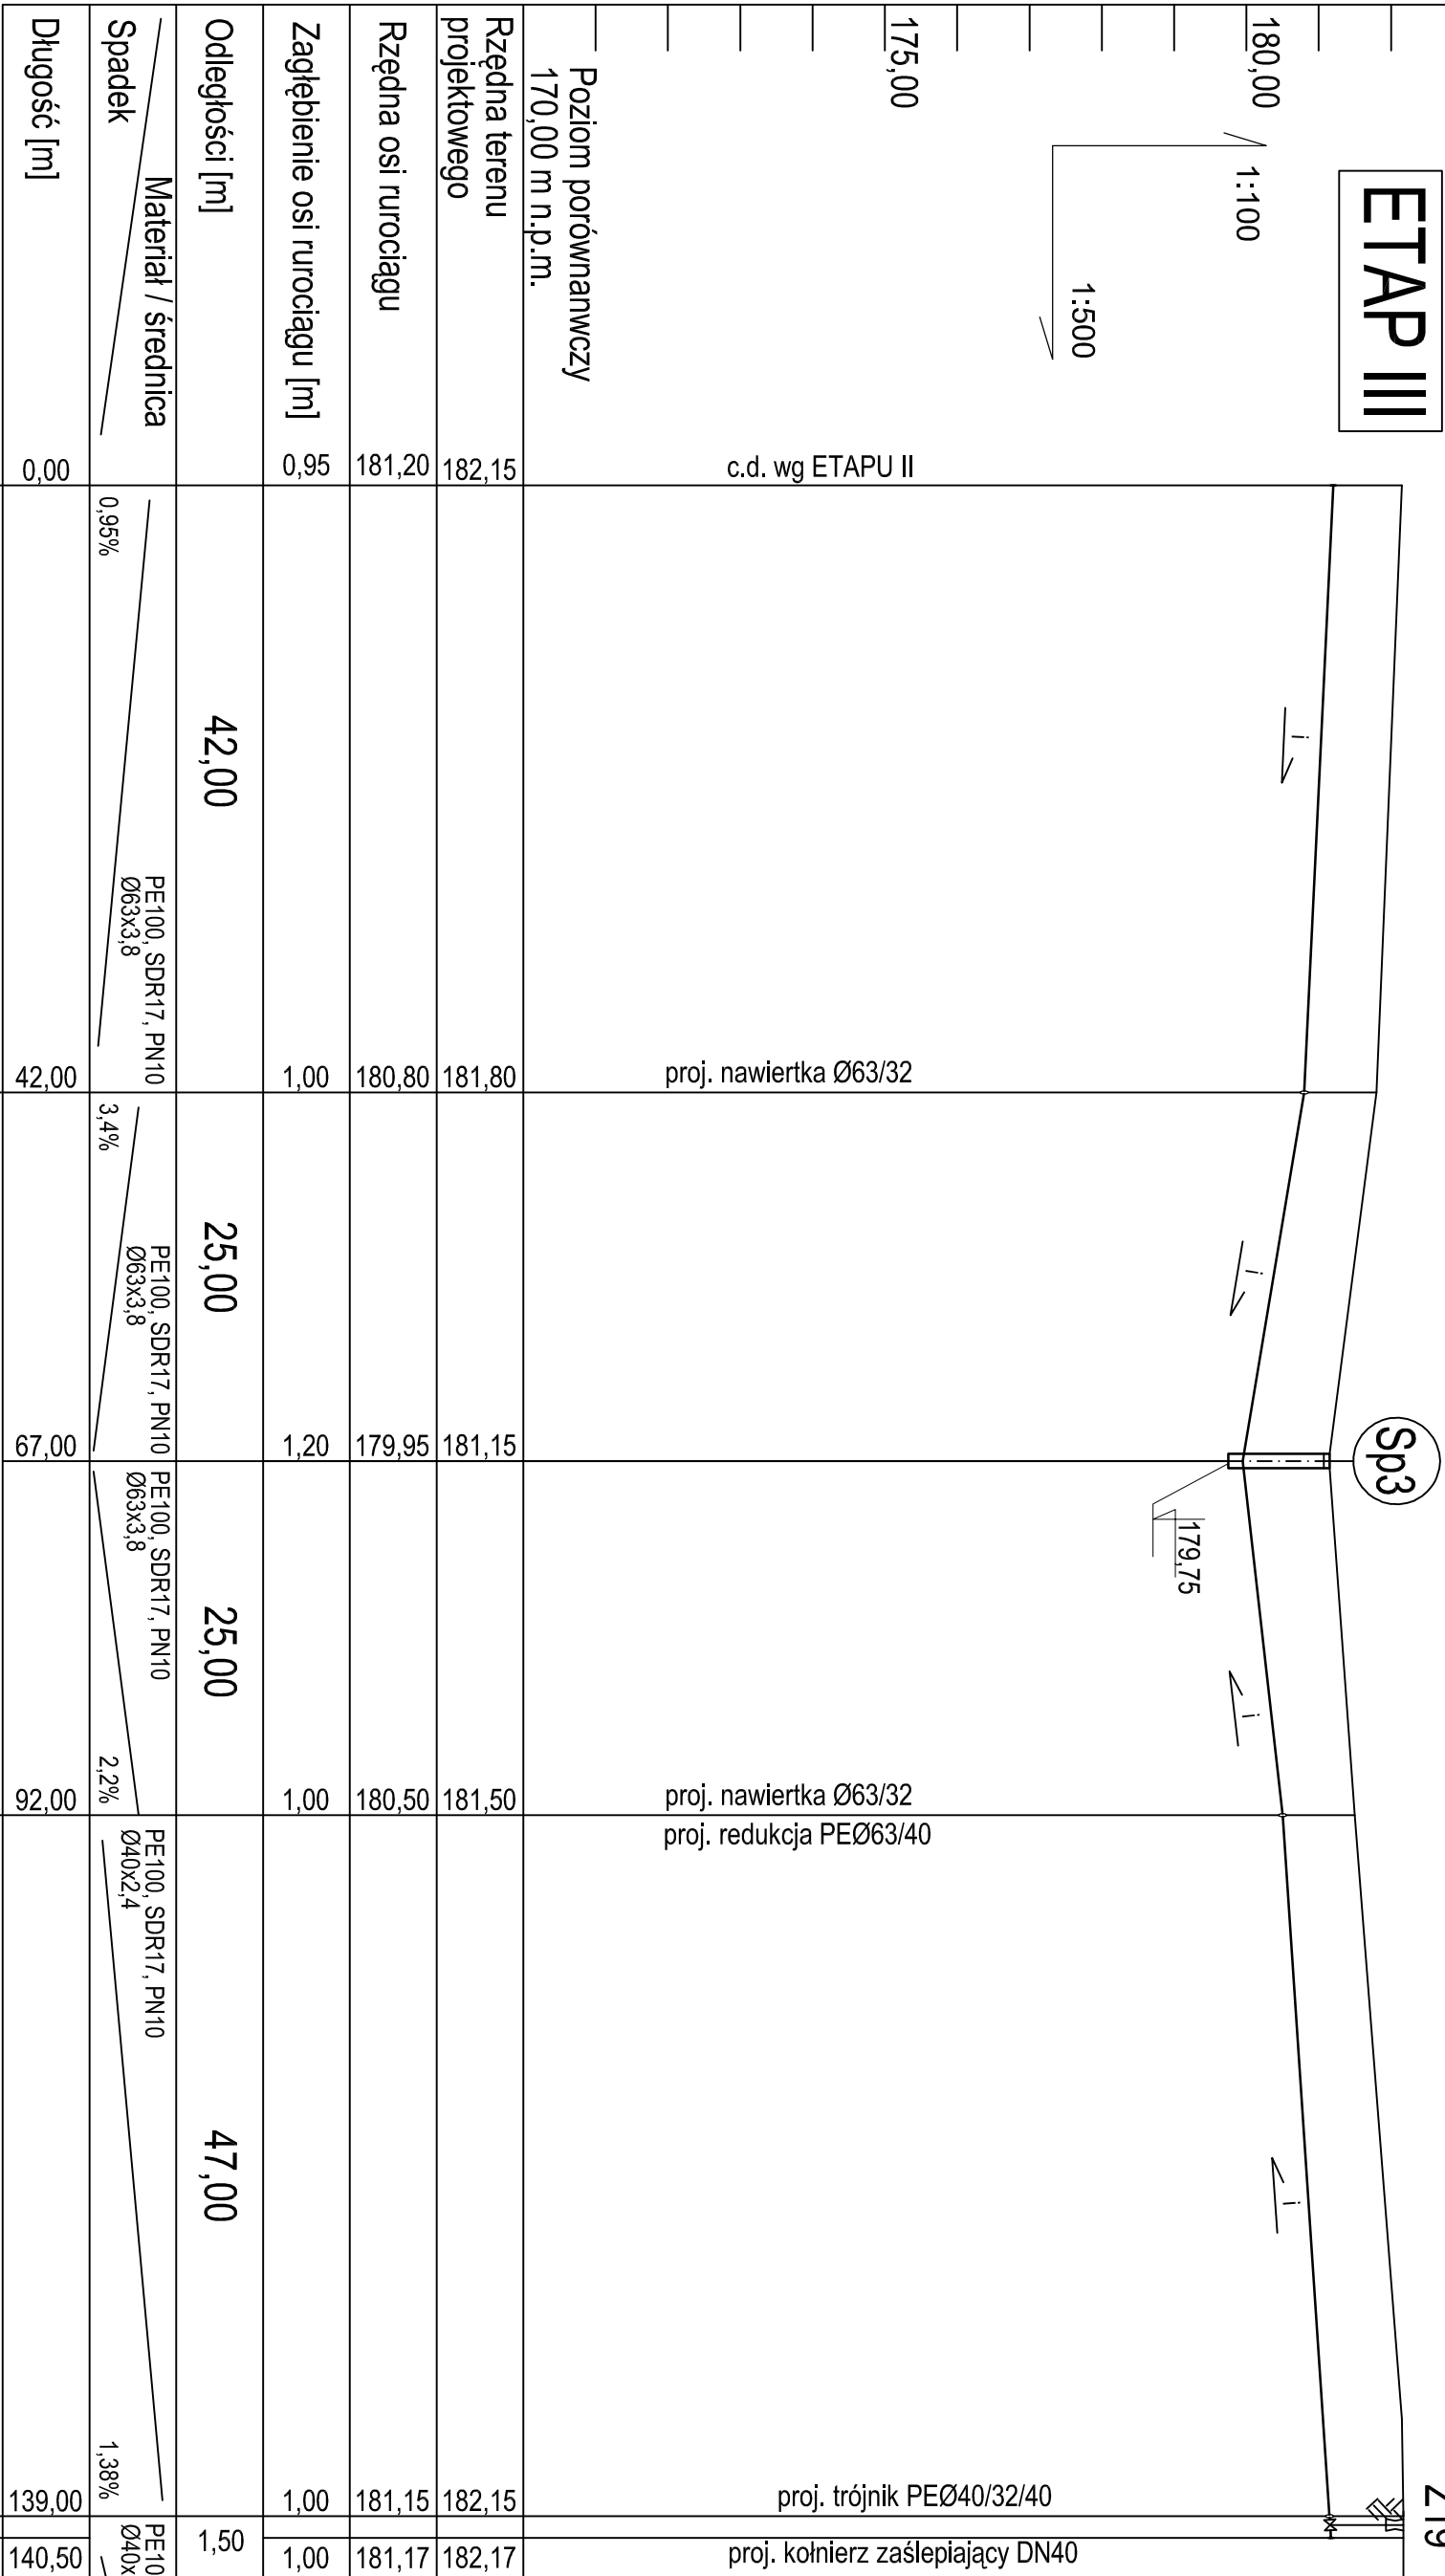 ETAP III
180,00
175,00
1:100
1:500
Poziom porównanwczy
170,00 m n.p.m.
Sp3
179,75
i
i
i
i
c.d. wg ETAPU II
proj. nawiertka Ø63/32
proj. nawiertka Ø63/32
proj. redukcja PEØ63/40
proj. trójnik PEØ40/32/40
proj. kołnierz zaślepiający DN40
Rzędna terenu
projektowego
182,15
181,80
181,15
181,50
182,15
182,17
Rzędna osi rurociągu
181,20
180,80
179,95
180,50
181,15
181,17
Zagłębienie osi rurociągu [m]
0,95
1,00
1,20
1,00
1,00
1,00
Odległości [m]
42,00
25,00
25,00
47,00
1,50
Materiał / średnica
Spadek
0,95%
PE100, SDR17, PN10
Ø63x3,8
3,4%
PE100, SDR17, PN10
Ø63x3,8
PE100, SDR17, PN10
Ø63x3,8
2,2%
PE100, SDR17, PN10
Ø40x2,4
1,38%
PE10
Ø40x
Długość [m]
0,00
42,00
67,00
92,00
139,00
140,50